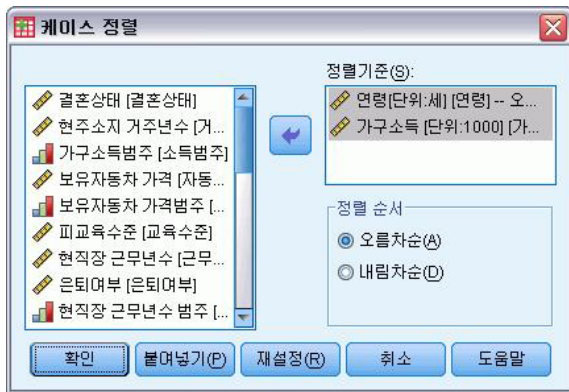 케이스 정렬
결혼상태 [결혼상태]
현주소지 거주년수 [거...
가구소득범주 [소득범주]
보유자동차 가격 [자동...
보유자동차 가격범주 [...
피교육수준 [교육수준]
현직장 근무년수 [근무...
은퇴여부 [은퇴여부]
현직장 근무년수 범주 [...
정렬기준(S):
연령[단위:세] [연령] -- 오...
가구소득 [단위:1000] [가...
정렬 순서
오름차순(A)
내림차순(D)
확인 붙여넣기(P) 재설정(R) 취소 도움말